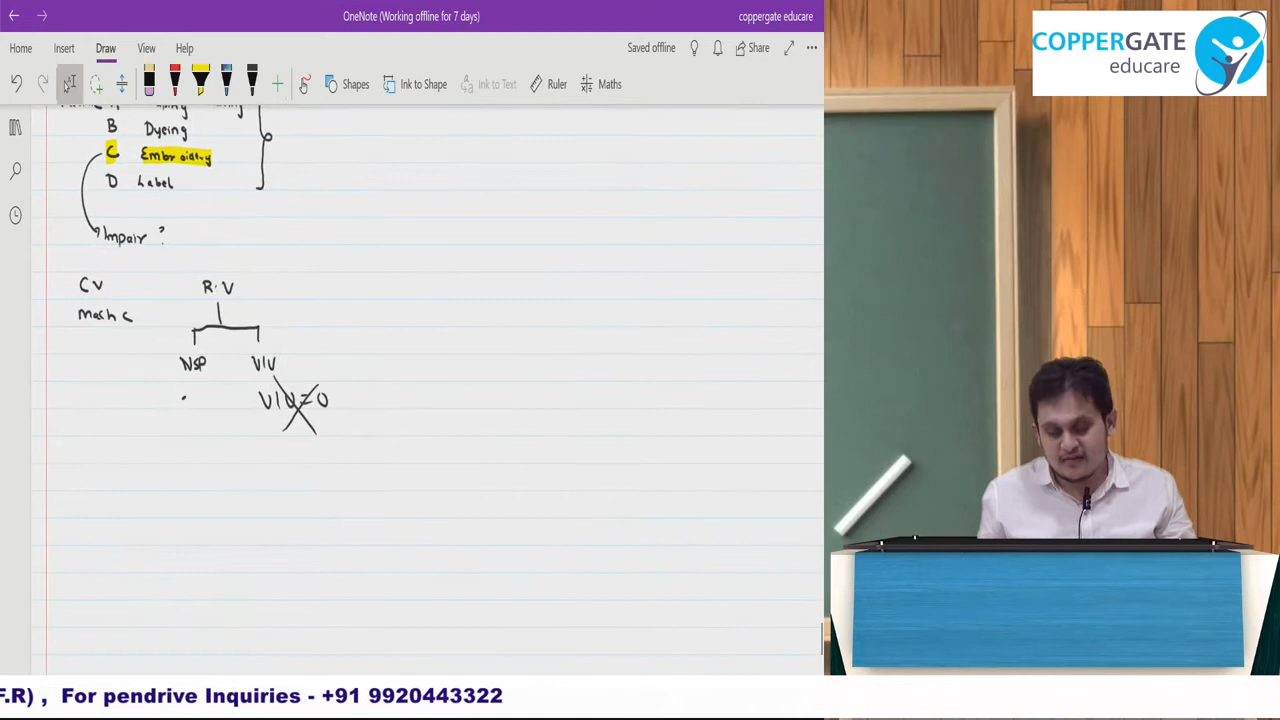 OneNote (Working offline for 7 days)
coppergate educare
Home Insert Draw View Help
Saved offline
Share
Shapes
Ink to Shape
Ink to Text
Ruler
Maths
COPPERGATE
educare
B Dyeing
C Embroidery
D Label
Impair ?
CV R.V
Mach C
NSP VIU
VIU = 0
F.R) , For pendrive Inquiries - +91 9920443322